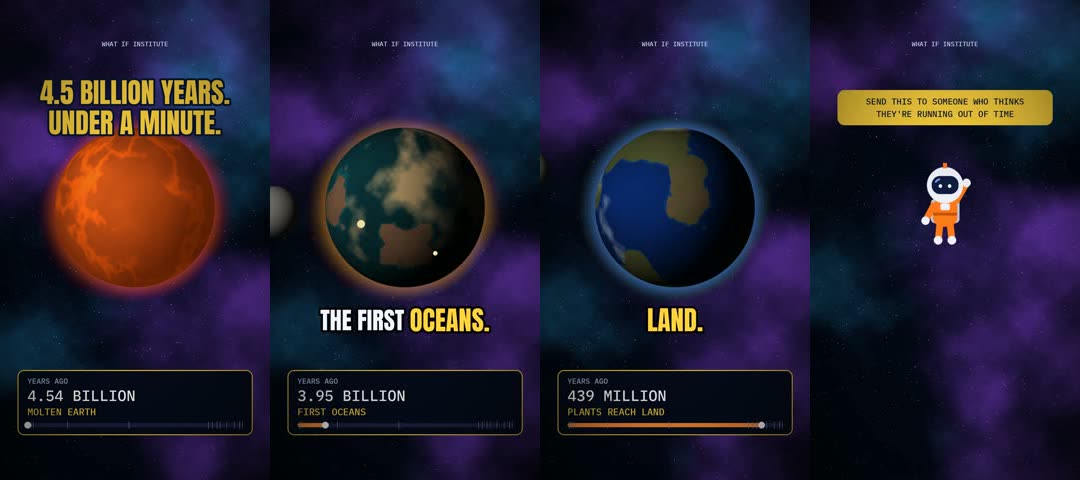 WHAT IF INSTITUTE
4.5 BILLION YEARS.
UNDER A MINUTE.
YEARS AGO
4.54 BILLION
MOLTEN EARTH
WHAT IF INSTITUTE
THE FIRST OCEANS.
YEARS AGO
3.95 BILLION
FIRST OCEANS
WHAT IF INSTITUTE
LAND.
YEARS AGO
439 MILLION
PLANTS REACH LAND
WHAT IF INSTITUTE
SEND THIS TO SOMEONE WHO THINKS
THEY'RE RUNNING OUT OF TIME